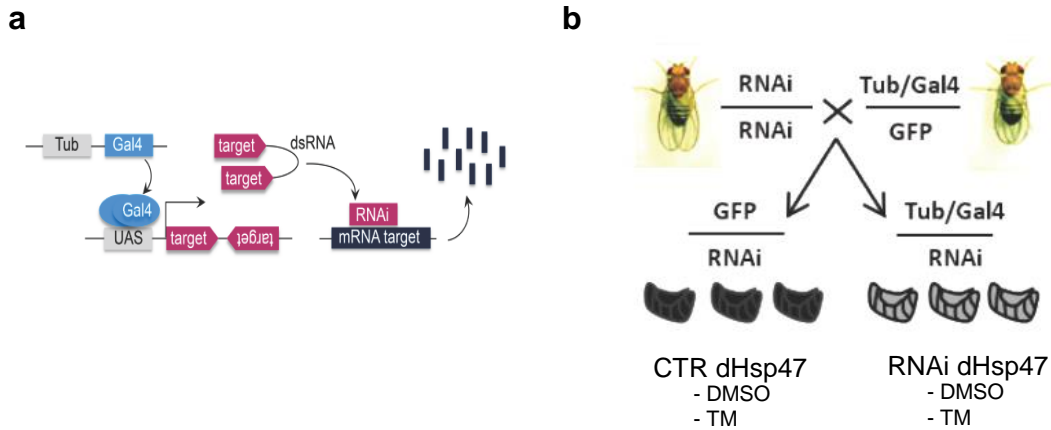 a
Tub
Gal4
target
dsRNA
target
Gal4
UAS
target
target
RNAi
mRNA target
b
RNAi
Tub/Gal4
RNAi
GFP
GFP
Tub/Gal4
RNAi
RNAi
CTR dHsp47
- DMSO
- TM
RNAi dHsp47
- DMSO
- TM